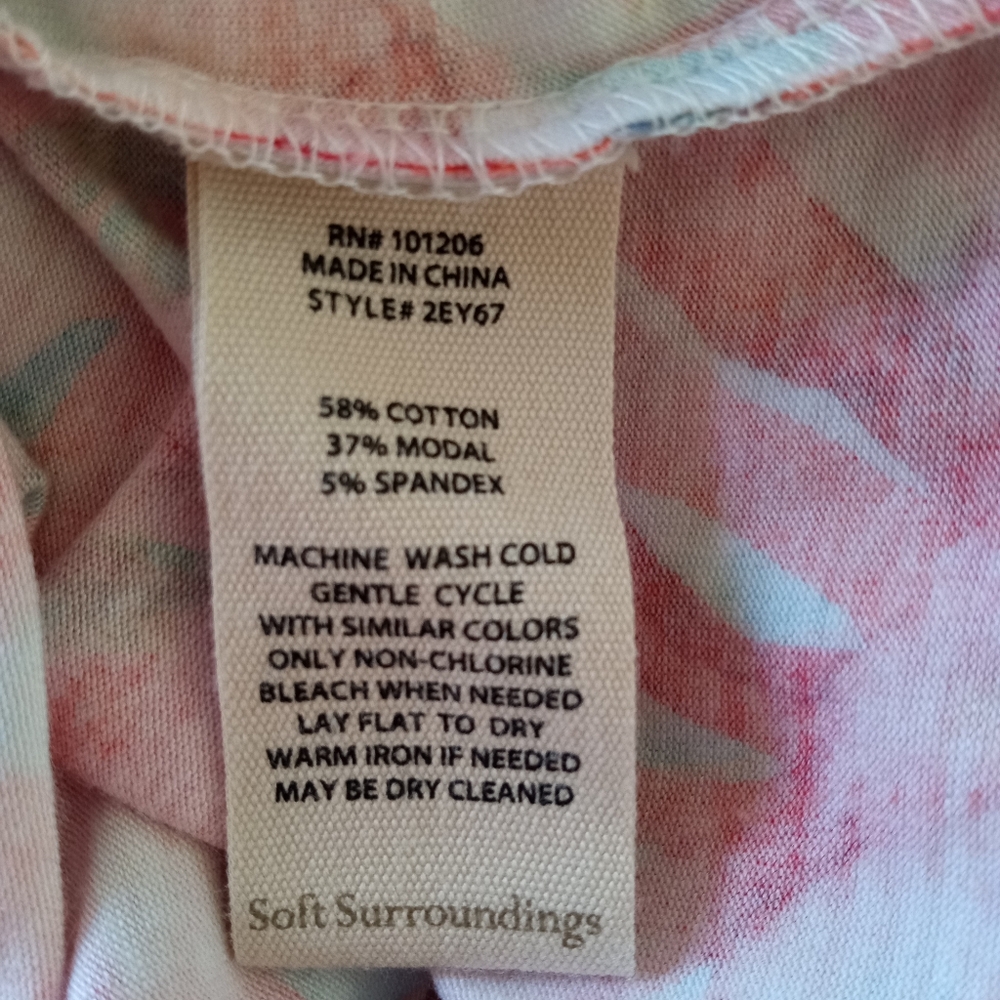 RN# 101206
MADE IN CHINA
STYLE# 2EY67
58% COTTON
37% MODAL
5% SPANDEX
MACHINE WASH COLD
GENTLE CYCLE
WITH SIMILAR COLORS
ONLY NON-CHLORINE
BLEACH WHEN NEEDED
LAY FLAT TO DRY
WARM IRON IF NEEDED
MAY BE DRY CLEANED
Soft Surroundings